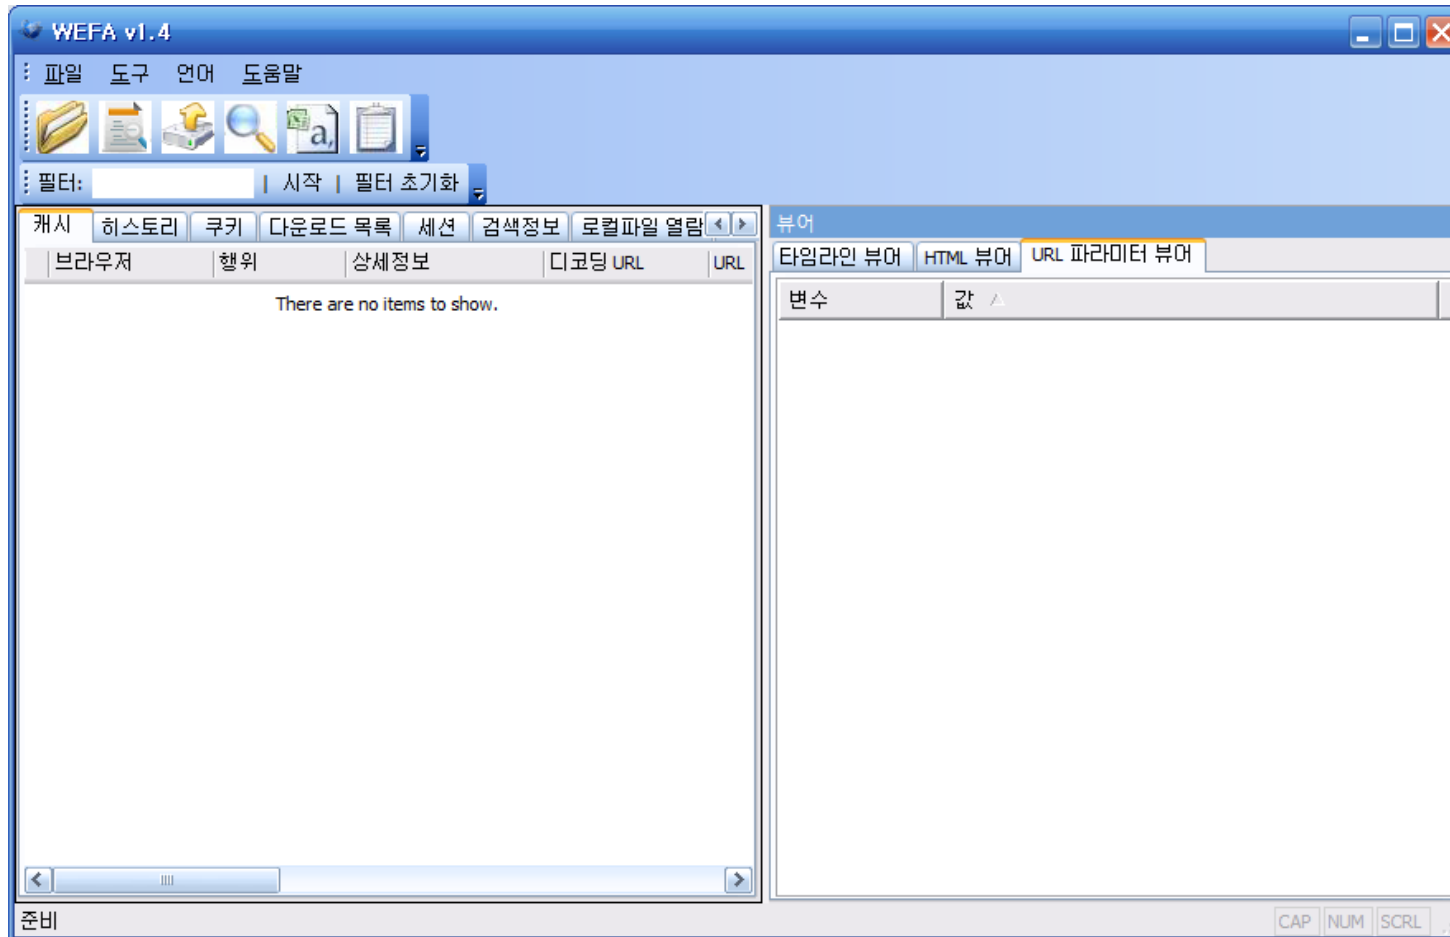 WEFA v1.4
파일 도구 언어 도움말
a,
필터: | 시작 | 필터 초기화
캐시 히스토리 쿠키 다운로드 목록 세션 검색정보 로컬파일 열람
브라우저 행위 상세정보 디코딩 URL URL
There are no items to show.
뷰어
타임라인 뷰어 HTML 뷰어 URL 파라미터 뷰어
변수 값
준비
CAP NUM SCRL